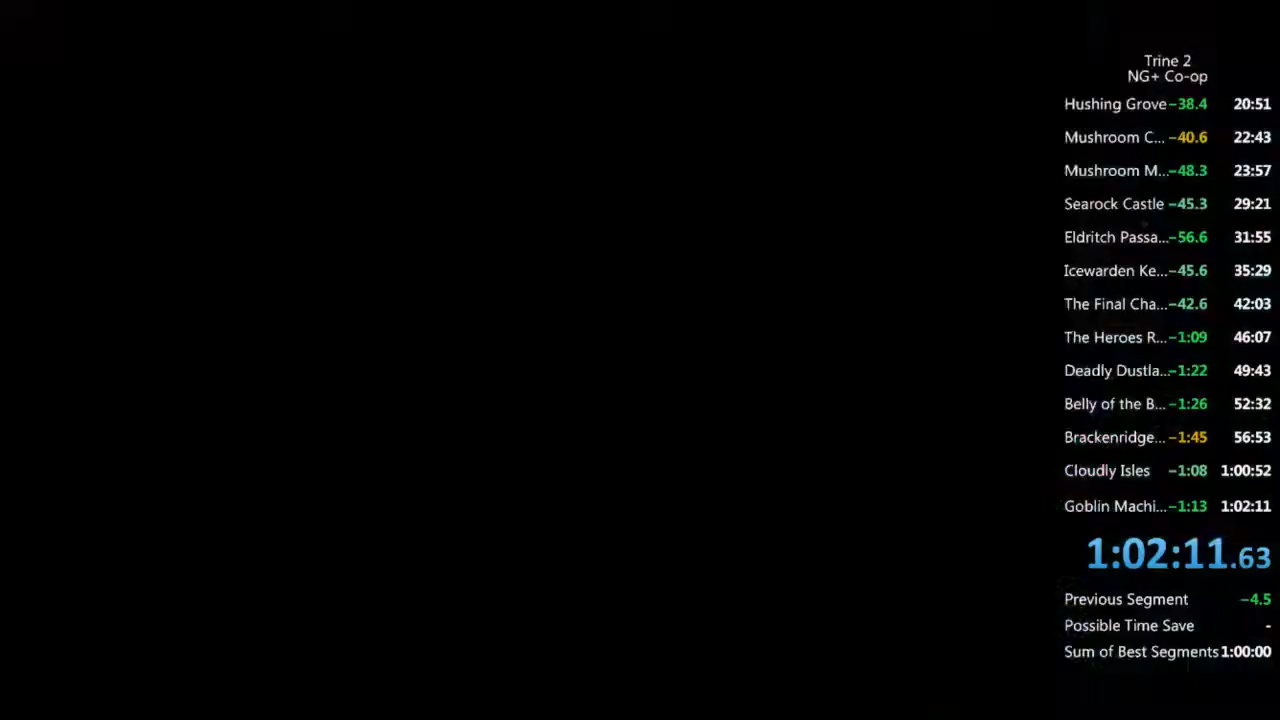 Trine 2
NG+ Co-op
Hushing Grove -38.4 20:51
Mushroom C... -40.6 22:43
Mushroom M... -48.3 23:57
Searock Castle -45.3 29:21
Eldritch Passa... -56.6 31:55
Icewarden Ke... -45.6 35:29
The Final Cha... -42.6 42:03
The Heroes R... -1:09 46:07
Deadly Dustla... -1:22 49:43
Belly of the B... -1:26 52:32
Brackenridge... -1:45 56:53
Cloudly Isles -1:08 1:00:52
Goblin Machi... -1:13 1:02:11
1:02:11.63
Previous Segment -4.5
Possible Time Save -
Sum of Best Segments 1:00:00